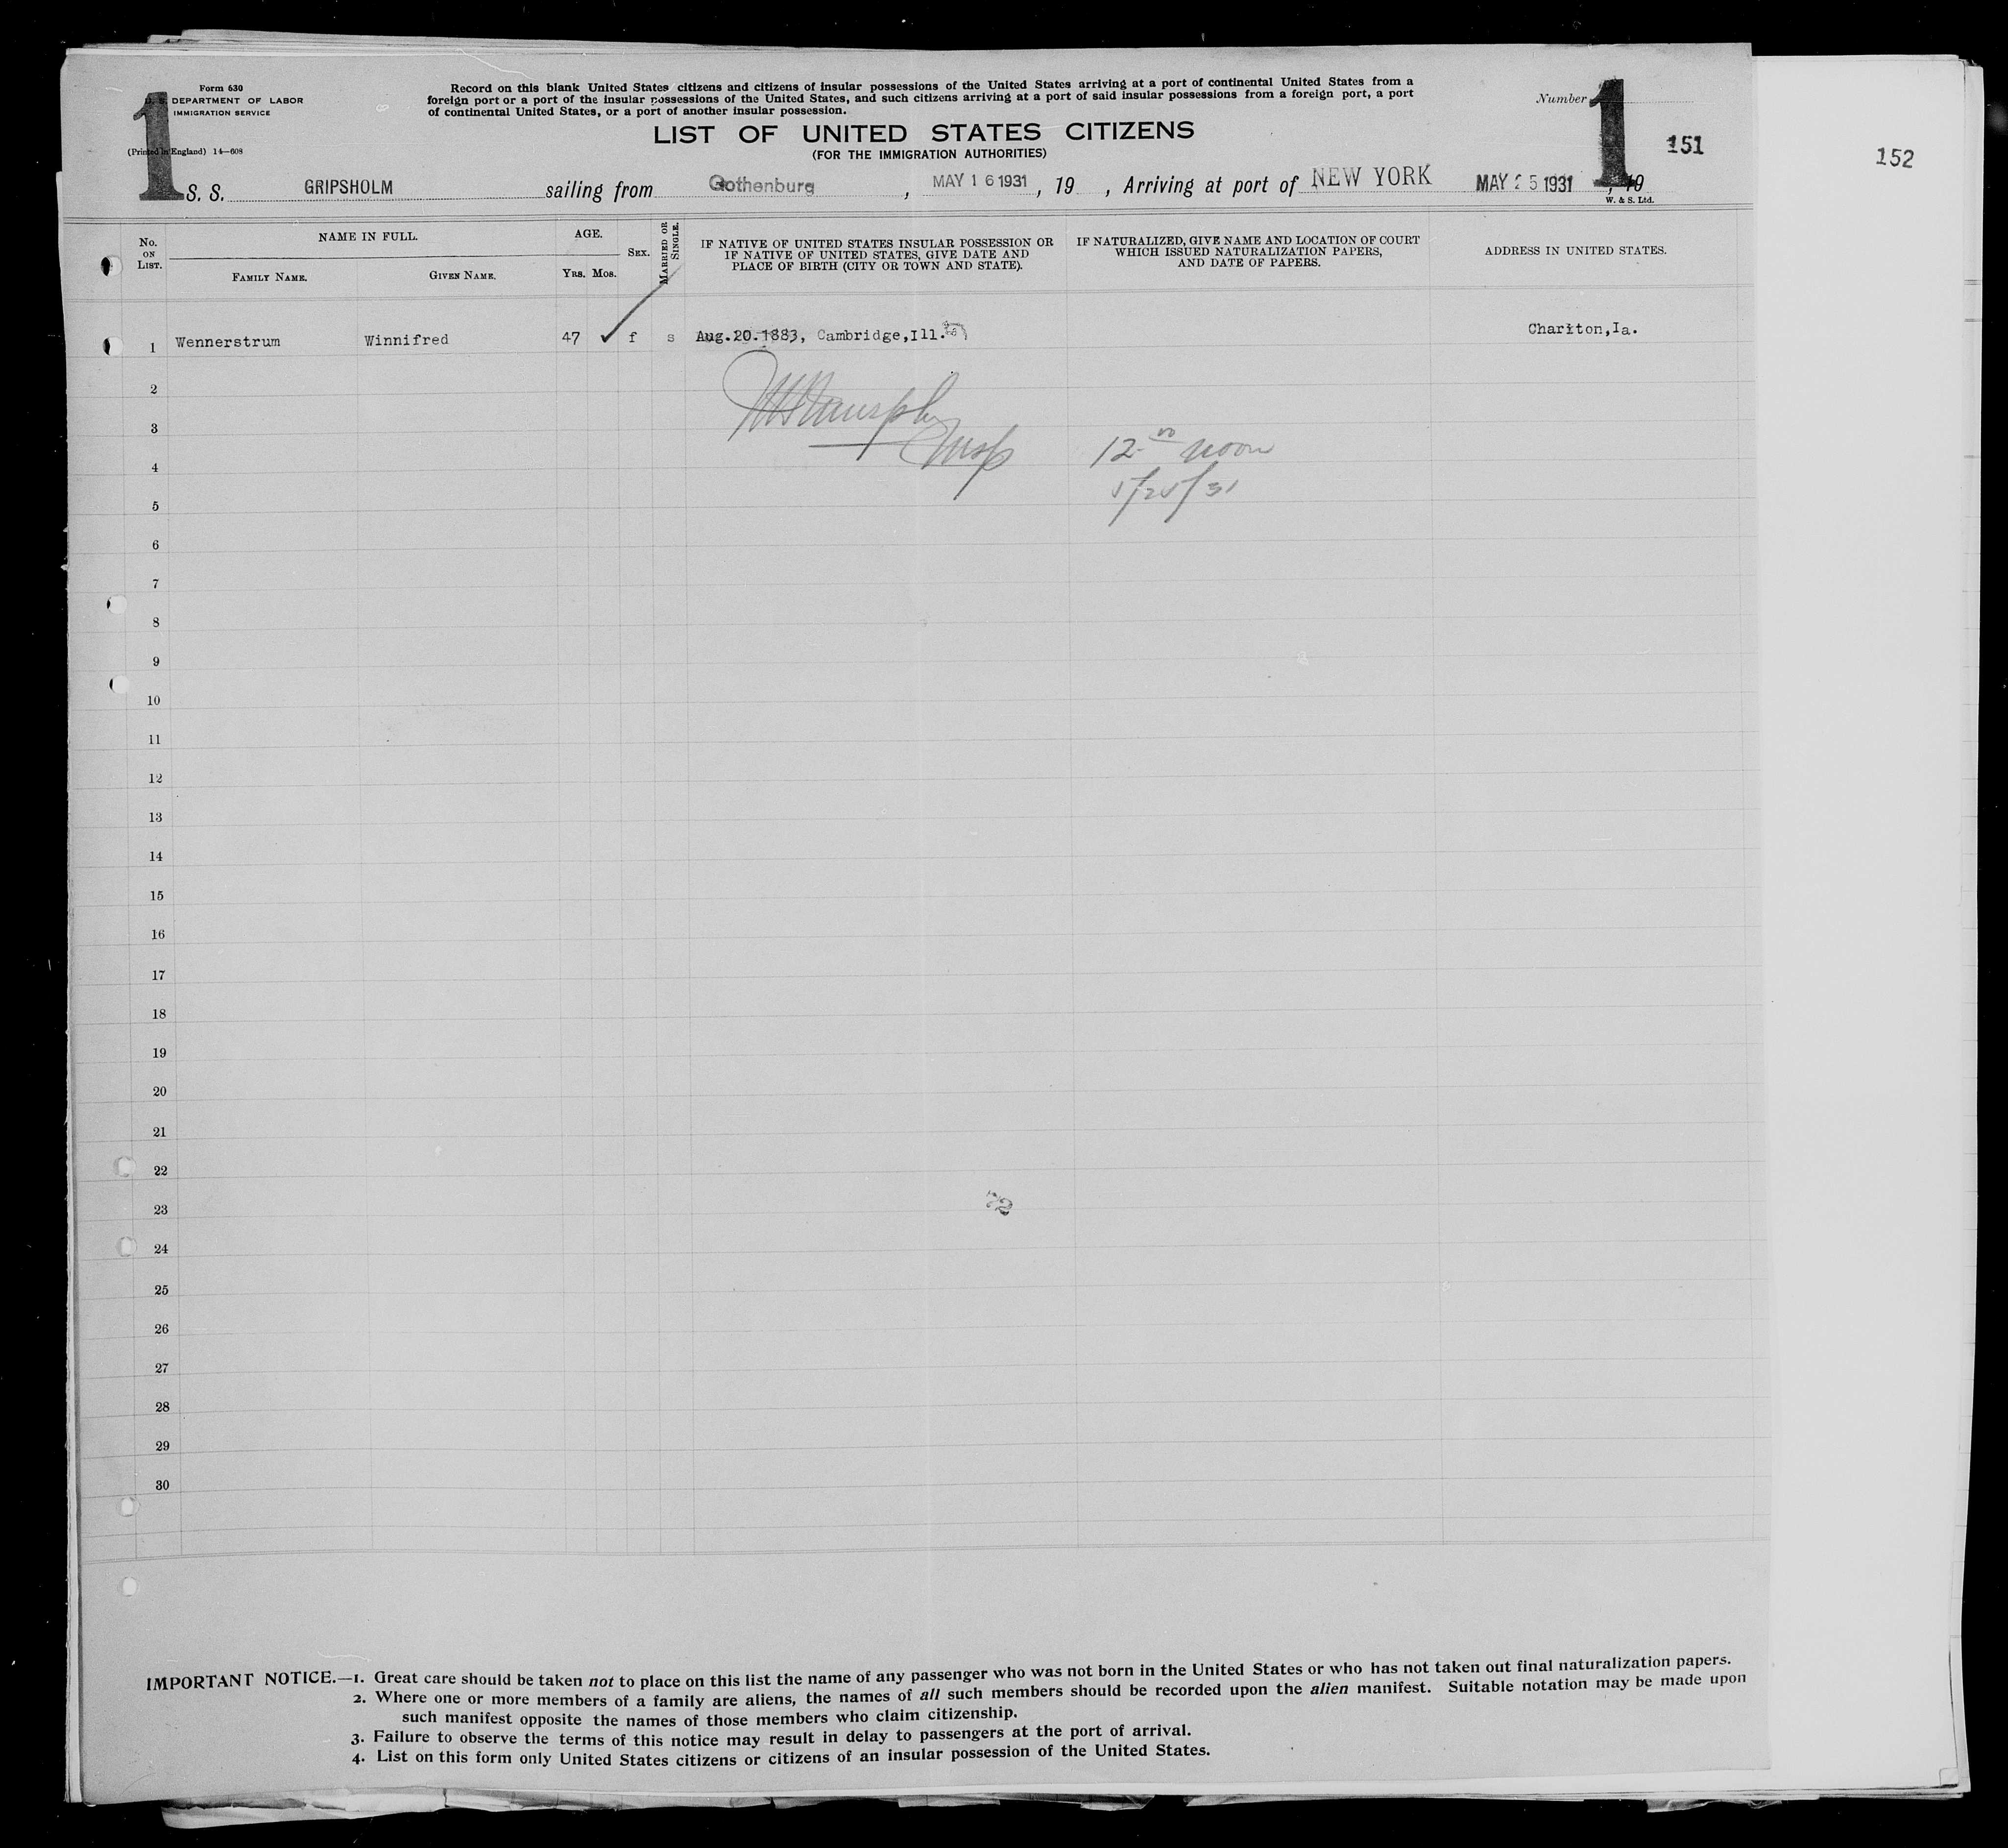 Form 630
U. S. DEPARTMENT OF LABOR
IMMIGRATION SERVICE
(Printed in England) 14—608
1
Record on this blank United States citizens and citizens of insular possessions of the United States arriving at a port of continental United States from a
foreign port or a port of the insular possessions of the United States, and such citizens arriving at a port of said insular possessions from a foreign port, a port
of continental United States, or a port of another insular possession.
LIST OF UNITED STATES CITIZENS
(FOR THE IMMIGRATION AUTHORITIES)
Number 1
151
152
S. S. GRIPSHOLM sailing from Gothenburg, MAY 16 1931, 19 , Arriving at port of NEW YORK MAY 25 1931, 19
W. & S. Ltd.
No. ON LIST.
NAME IN FULL.
FAMILY NAME.
GIVEN NAME.
AGE.
YRS. MOS.
SEX.
MARRIED OR SINGLE.
IF NATIVE OF UNITED STATES INSULAR POSSESSION OR
IF NATIVE OF UNITED STATES, GIVE DATE AND
PLACE OF BIRTH (CITY OR TOWN AND STATE).
IF NATURALIZED, GIVE NAME AND LOCATION OF COURT
WHICH ISSUED NATURALIZATION PAPERS,
AND DATE OF PAPERS.
ADDRESS IN UNITED STATES.
1 Wennerstrum Winnifred 47 f s Aug.20.1883, Cambridge,Ill. Chariton,Ia.
2
3
Insp 12 noon
4
5/25/31
5
6
7
8
9
10
11
12
13
14
15
16
17
18
19
20
21
22
23
24
25
26
27
28
29
30
IMPORTANT NOTICE.—1. Great care should be taken not to place on this list the name of any passenger who was not born in the United States or who has not taken out final naturalization papers.
2. Where one or more members of a family are aliens, the names of all such members should be recorded upon the alien manifest. Suitable notation may be made upon
such manifest opposite the names of those members who claim citizenship.
3. Failure to observe the terms of this notice may result in delay to passengers at the port of arrival.
4. List on this form only United States citizens or citizens of an insular possession of the United States.